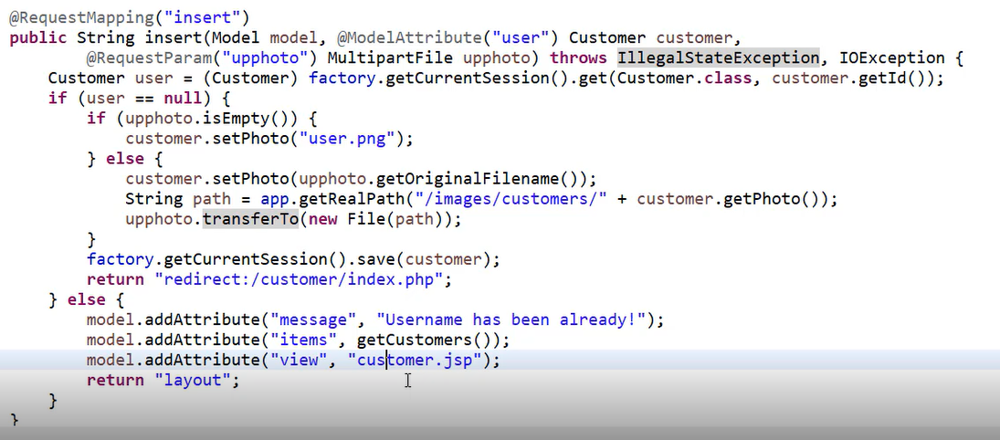 @RequestMapping("insert")
public String insert(Model model, @ModelAttribute("user") Customer customer,
        @RequestParam("upphoto") MultipartFile upphoto) throws IllegalStateException, IOException {
    Customer user = (Customer) factory.getCurrentSession().get(Customer.class, customer.getId());
    if (user == null) {
        if (upphoto.isEmpty()) {
            customer.setPhoto("user.png");
        } else {
            customer.setPhoto(upphoto.getOriginalFilename());
            String path = app.getRealPath("/images/customers/" + customer.getPhoto());
            upphoto.transferTo(new File(path));
        }
        factory.getCurrentSession().save(customer);
        return "redirect:/customer/index.php";
    } else {
        model.addAttribute("message", "Username has been already!");
        model.addAttribute("items", getCustomers());
        model.addAttribute("view", "customer.jsp");
        return "layout";
    }
}